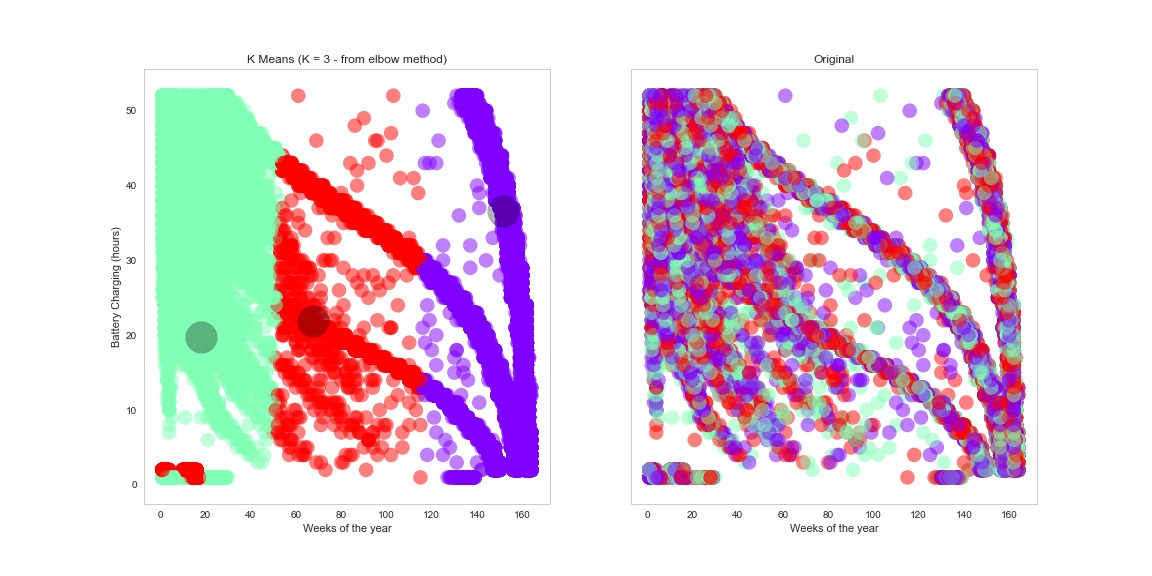 K Means (K = 3 - from elbow method)
Battery Charging (hours)
50
40
30
20
10
0
0 20 40 60 80 100 120 140 160
Weeks of the year
Original
0 20 40 60 80 100 120 140 160
Weeks of the year